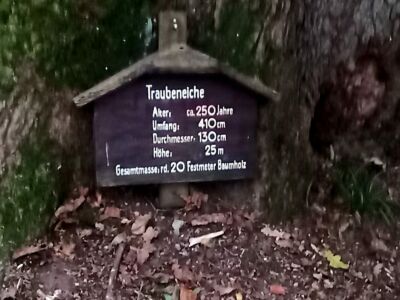 Traubeneiche
Alter: ca. 250 Jahre
Umfang: 410 cm
Durchmesser: 130 cm
Höhe: 25 m
Gesamtmasse: rd. 20 Festmeter Baumholz